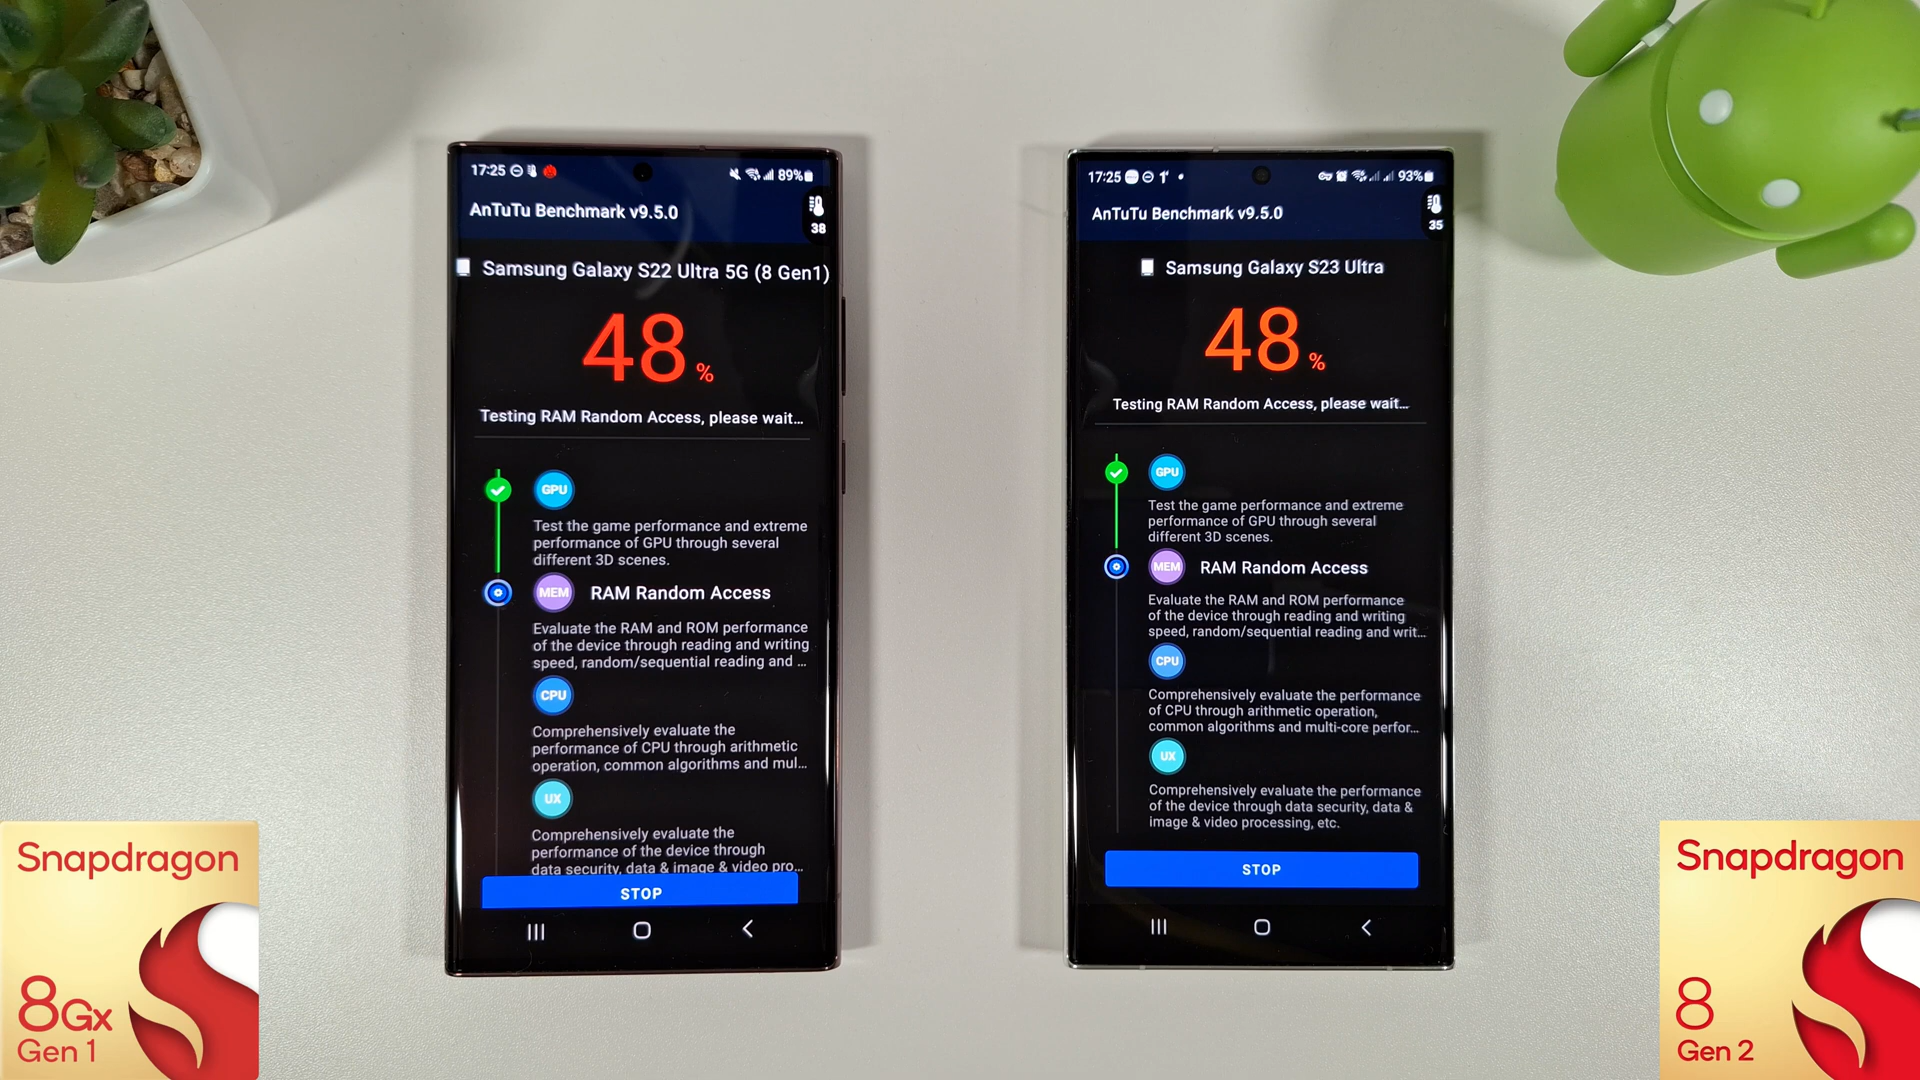 17:25
89%
AnTuTu Benchmark v9.5.0
38
Samsung Galaxy S22 Ultra 5G (8 Gen1)
48%
Testing RAM Random Access, please wait...
GPU
Test the game performance and extreme
performance of GPU through several
different 3D scenes.
MEM RAM Random Access
Evaluate the RAM and ROM performance
of the device through reading and writing
speed, random/sequential reading and ...
CPU
Comprehensively evaluate the
performance of CPU through arithmetic
operation, common algorithms and mul...
UX
Comprehensively evaluate the
performance of the device through
data security, data & image & video pro...
STOP
17:25
93%
AnTuTu Benchmark v9.5.0
35
Samsung Galaxy S23 Ultra
48%
Testing RAM Random Access, please wait...
GPU
Test the game performance and extreme
performance of GPU through several
different 3D scenes.
MEM RAM Random Access
Evaluate the RAM and ROM performance
of the device through reading and writing
speed, random/sequential reading and writ...
CPU
Comprehensively evaluate the performance
of CPU through arithmetic operation,
common algorithms and multi-core perfor...
UX
Comprehensively evaluate the performance
of the device through data security, data &
image & video processing, etc.
STOP
Snapdragon
8Gx
Gen 1
Snapdragon
8
Gen 2